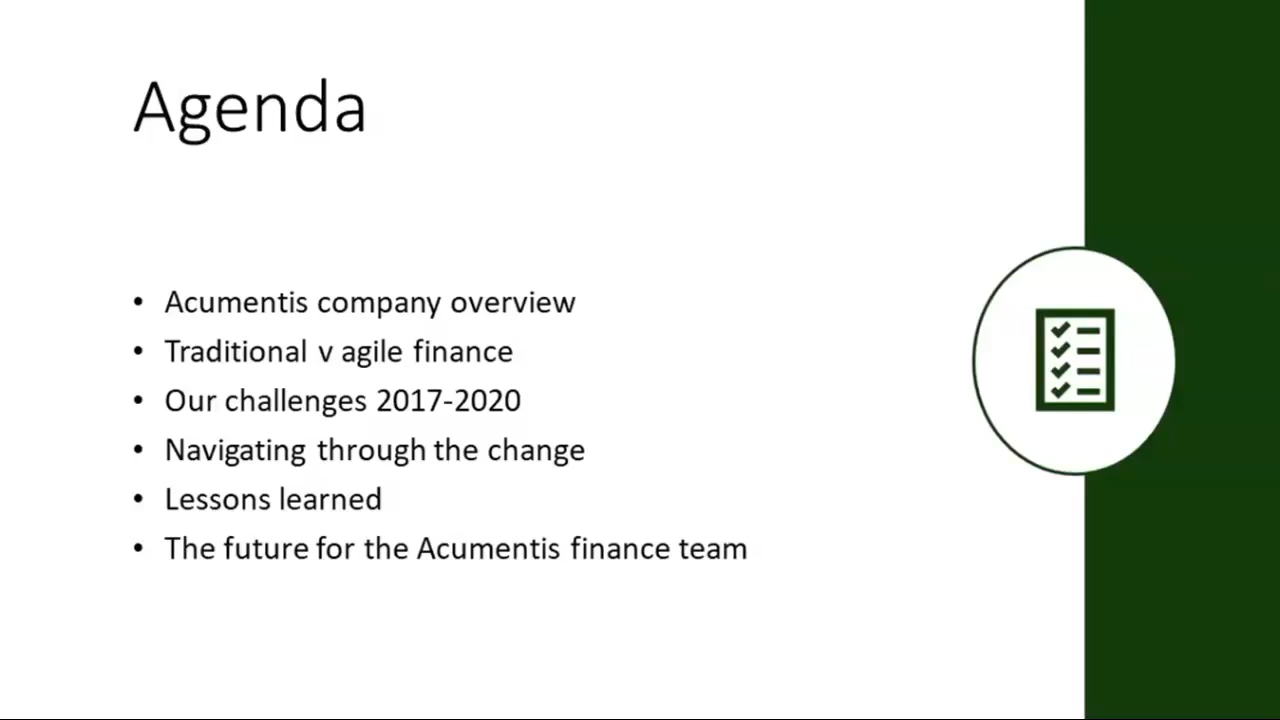 Agenda
• Acumentis company overview
• Traditional v agile finance
• Our challenges 2017-2020
• Navigating through the change
• Lessons learned
• The future for the Acumentis finance team